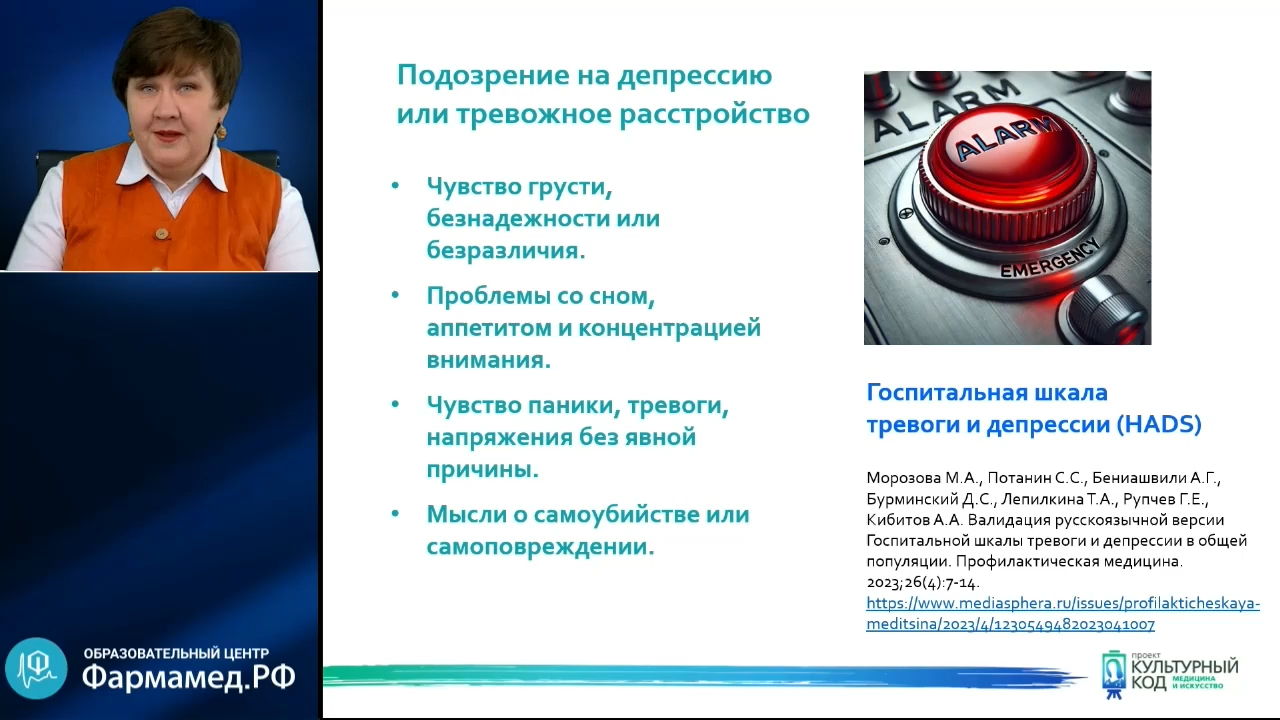 Подозрение на депрессию
или тревожное расстройство
• Чувство грусти,
безнадежности или
безразличия.
• Проблемы со сном,
аппетитом и концентрацией
внимания.
• Чувство паники, тревоги,
напряжения без явной
причины.
• Мысли о самоубийстве или
самоповреждении.
ALARM
ALARM
EMERGENCY
Госпитальная шкала
тревоги и депрессии (HADS)
Морозова М.А., Потанин С.С., Бениашвили А.Г.,
Бурминский Д.С., Лепилкина Т.А., Рупчев Г.Е.,
Кибитов А.А. Валидация русскоязычной версии
Госпитальной шкалы тревоги и депрессии в общей
популяции. Профилактическая медицина.
2023;26(4):7-14.
https://www.mediasphera.ru/issues/profilakticheskaya-
meditsina/2023/4/1230549482023041007
ОБРАЗОВАТЕЛЬНЫЙ ЦЕНТР
Фармамед.РФ
проект
КУЛЬТУРНЫЙ
КОД
МЕДИЦИНА
И ИСКУССТВО